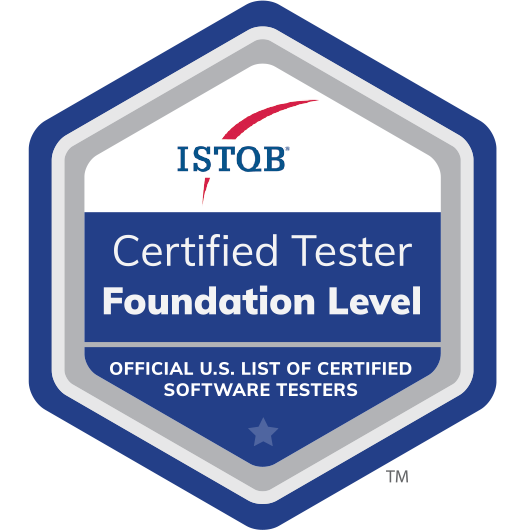 ISTQB®
Certified Tester
Foundation Level
OFFICIAL U.S. LIST OF CERTIFIED
SOFTWARE TESTERS
TM